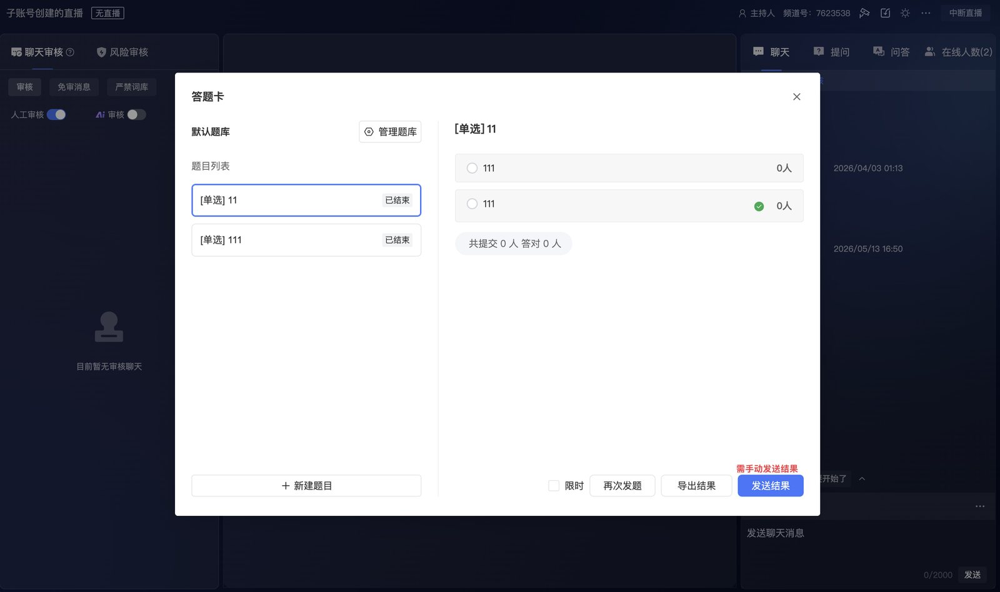 子账号创建的直播 无直播
主持人 频道号：7623538 中断直播
聊天审核 风险审核
聊天 提问 问答 在线人数(2)
审核 免审消息 严禁词库
人工审核 Ai 审核
目前暂无审核聊天
答题卡
默认题库 管理题库
题目列表
[单选] 11 已结束
[单选] 111 已结束
新建题目
[单选] 11
111 0人
111 0人
共提交 0 人 答对 0 人
需手动发送结果
限时 再次发题 导出结果 发送结果
2026/04/03 01:13
2026/05/13 16:50
开始了
发送聊天消息
0/2000 发送